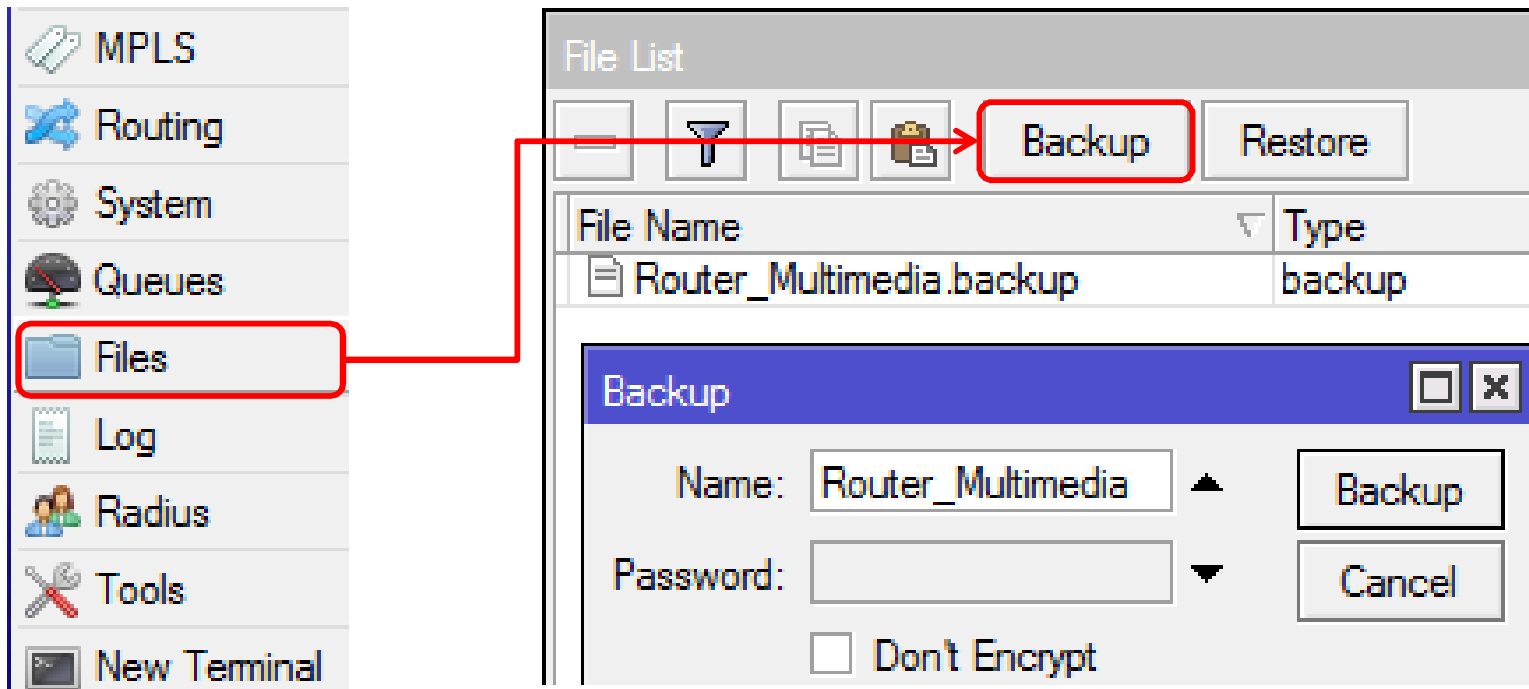 MPLS
Routing
System
Queues
Files
Log
Radius
Tools
New Terminal
File List
Backup Restore
File Name Type
Router_Multimedia.backup backup
Backup
Name: Router_Multimedia Backup
Password: Cancel
Don't Encrypt